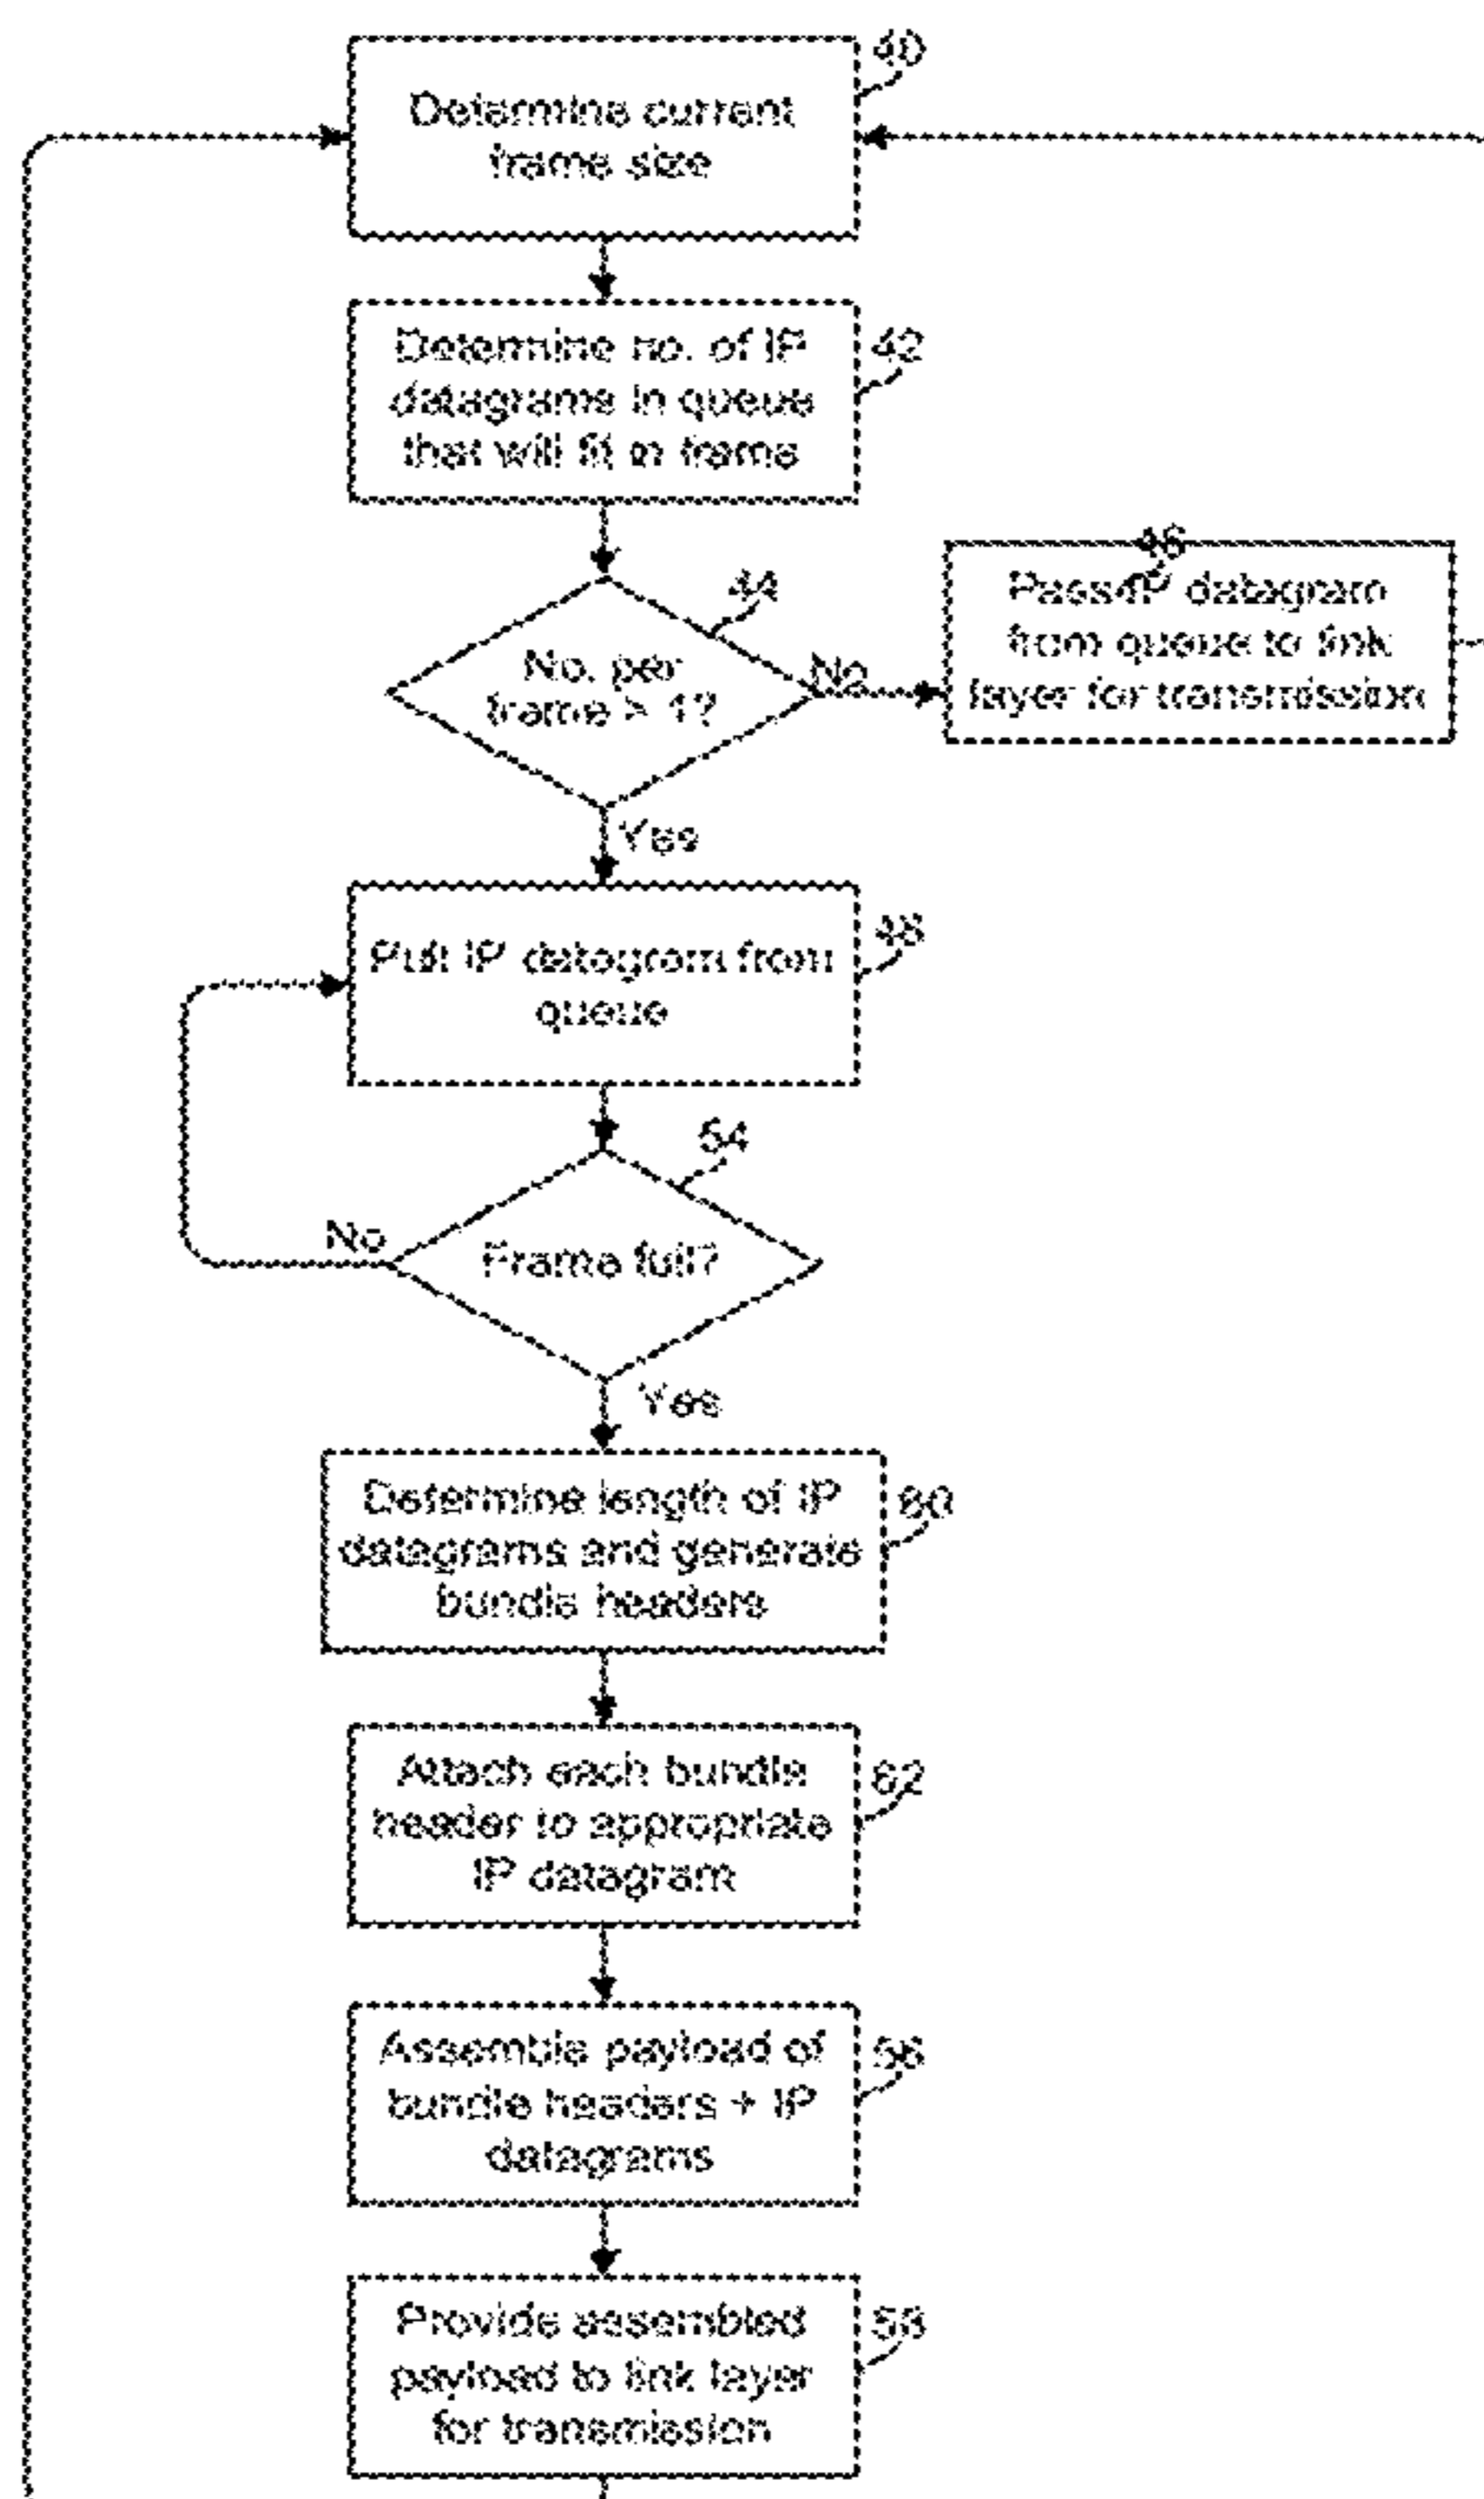 40
Determine current
frame size
Determine no. of IP
datagrams in queue
that will fit in frame
42
44
No. per
frame > 1?
No
46
Pass IP datagram
from queue to link
layer for transmission
Yes
Pull IP datagram from
queue
48
54
Frame full?
No
Yes
Determine length of IP
datagrams and generate
bundle headers
60
Attach each bundle
header to appropriate
IP datagram
62
Assemble payload of
bundle headers + IP
datagrams
56
Provide assembled
payload to link layer
for transmission
58